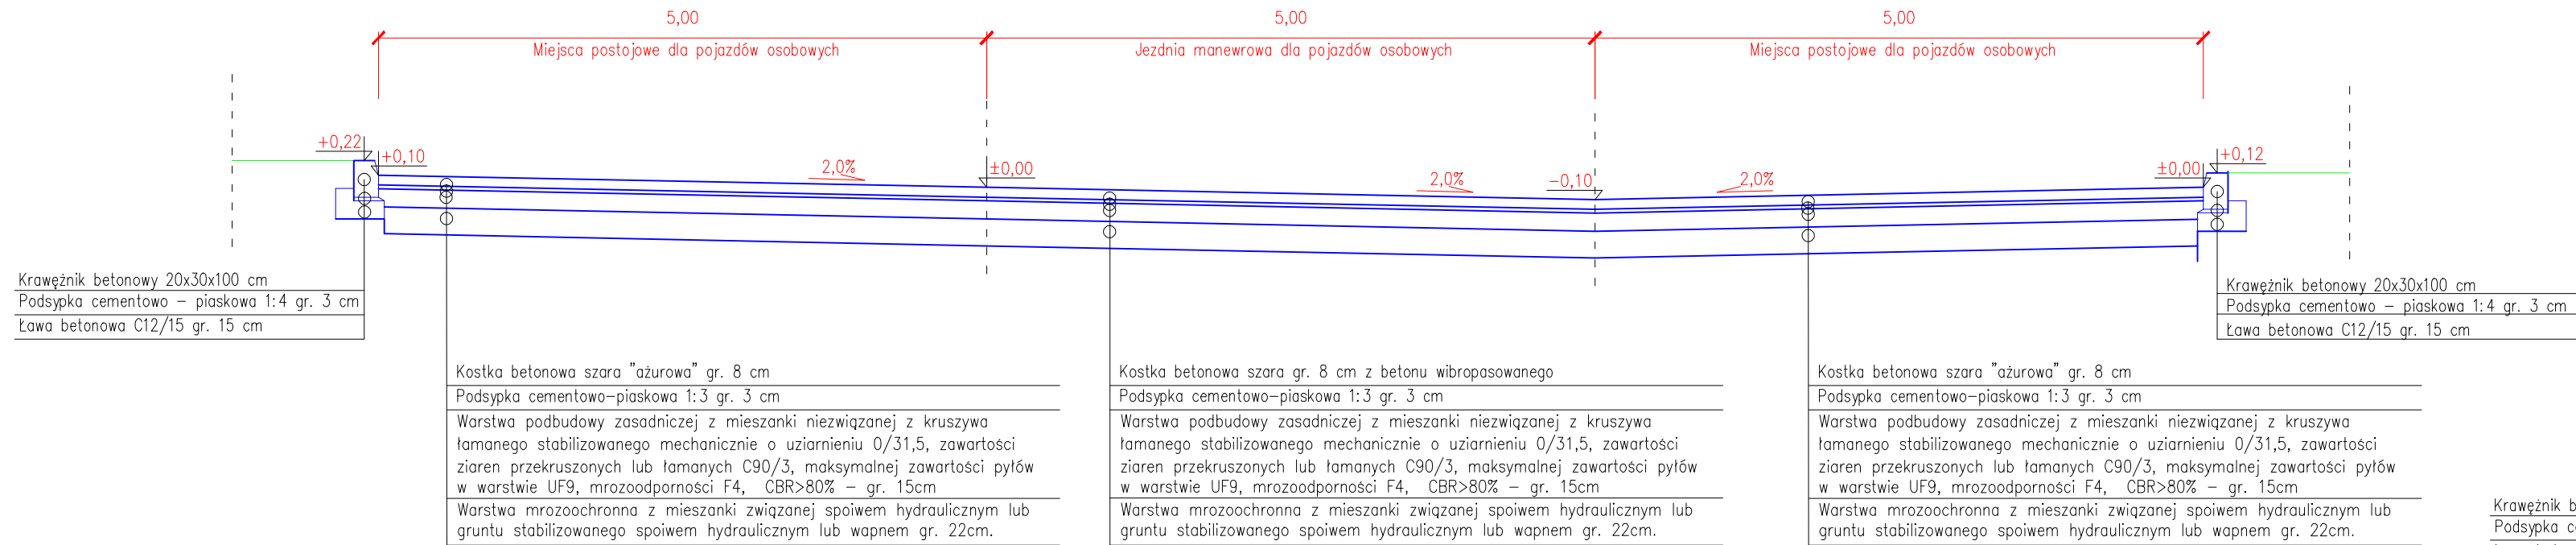 5,00
5,00
5,00
Miejsca postojowe dla pojazdów osobowych
Jezdnia manewrowa dla pojazdów osobowych
Miejsca postojowe dla pojazdów osobowych
+0,22
+0,10
2,0%
±0,00
2,0%
-0,10
2,0%
±0,00
+0,12
Krawężnik betonowy 20x30x100 cm
Podsypka cementowo - piaskowa 1:4 gr. 3 cm
Ława betonowa C12/15 gr. 15 cm
Krawężnik betonowy 20x30x100 cm
Podsypka cementowo - piaskowa 1:4 gr. 3 cm
Ława betonowa C12/15 gr. 15 cm
Kostka betonowa szara "ażurowa" gr. 8 cm
Podsypka cementowo-piaskowa 1:3 gr. 3 cm
Warstwa podbudowy zasadniczej z mieszanki niezwiązanej z kruszywa
łamanego stabilizowanego mechanicznie o uziarnieniu 0/31,5, zawartości
ziaren przekruszonych lub łamanych C90/3, maksymalnej zawartości pyłów
w warstwie UF9, mrozoodporności F4, CBR>80% - gr. 15cm
Warstwa mrozoochronna z mieszanki związanej spoiwem hydraulicznym lub
gruntu stabilizowanego spoiwem hydraulicznym lub wapnem gr. 22cm.
Kostka betonowa szara gr. 8 cm z betonu wibropasowanego
Podsypka cementowo-piaskowa 1:3 gr. 3 cm
Warstwa podbudowy zasadniczej z mieszanki niezwiązanej z kruszywa
łamanego stabilizowanego mechanicznie o uziarnieniu 0/31,5, zawartości
ziaren przekruszonych lub łamanych C90/3, maksymalnej zawartości pyłów
w warstwie UF9, mrozoodporności F4, CBR>80% - gr. 15cm
Warstwa mrozoochronna z mieszanki związanej spoiwem hydraulicznym lub
gruntu stabilizowanego spoiwem hydraulicznym lub wapnem gr. 22cm.
Kostka betonowa szara "ażurowa" gr. 8 cm
Podsypka cementowo-piaskowa 1:3 gr. 3 cm
Warstwa podbudowy zasadniczej z mieszanki niezwiązanej z kruszywa
łamanego stabilizowanego mechanicznie o uziarnieniu 0/31,5, zawartości
ziaren przekruszonych lub łamanych C90/3, maksymalnej zawartości pyłów
w warstwie UF9, mrozoodporności F4, CBR>80% - gr. 15cm
Warstwa mrozoochronna z mieszanki związanej spoiwem hydraulicznym lub
gruntu stabilizowanego spoiwem hydraulicznym lub wapnem gr. 22cm.
Krawężnik b
Podsypka c